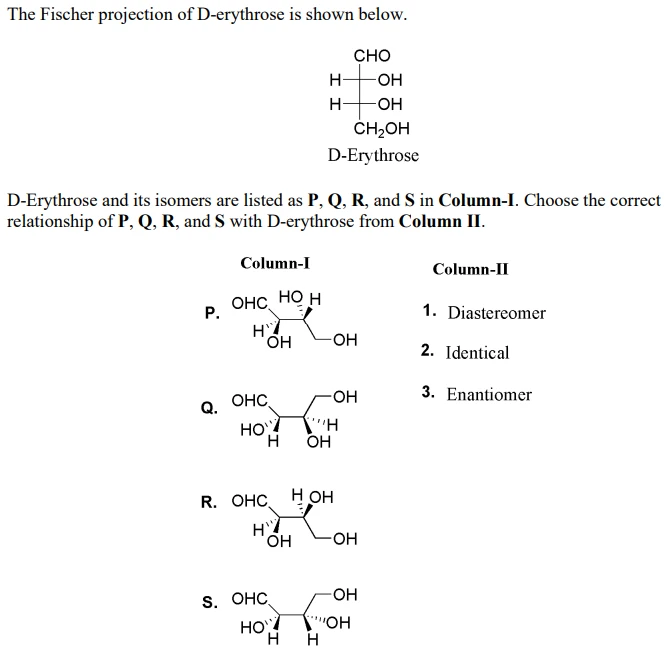 The Fischer projection of D-erythrose is shown below.
CHO
H OH
H OH
CH₂OH
D-Erythrose
D-Erythrose and its isomers are listed as P, Q, R, and S in Column-I. Choose the correct
relationship of P, Q, R, and S with D-erythrose from Column II.
Column-I
Column-II
P.
OHC HO H
H OH OH
1. Diastereomer
2. Identical
Q. OHC OH
HO H H OH
3. Enantiomer
R. OHC H OH
H OH OH
S. OHC OH
HO H H OH